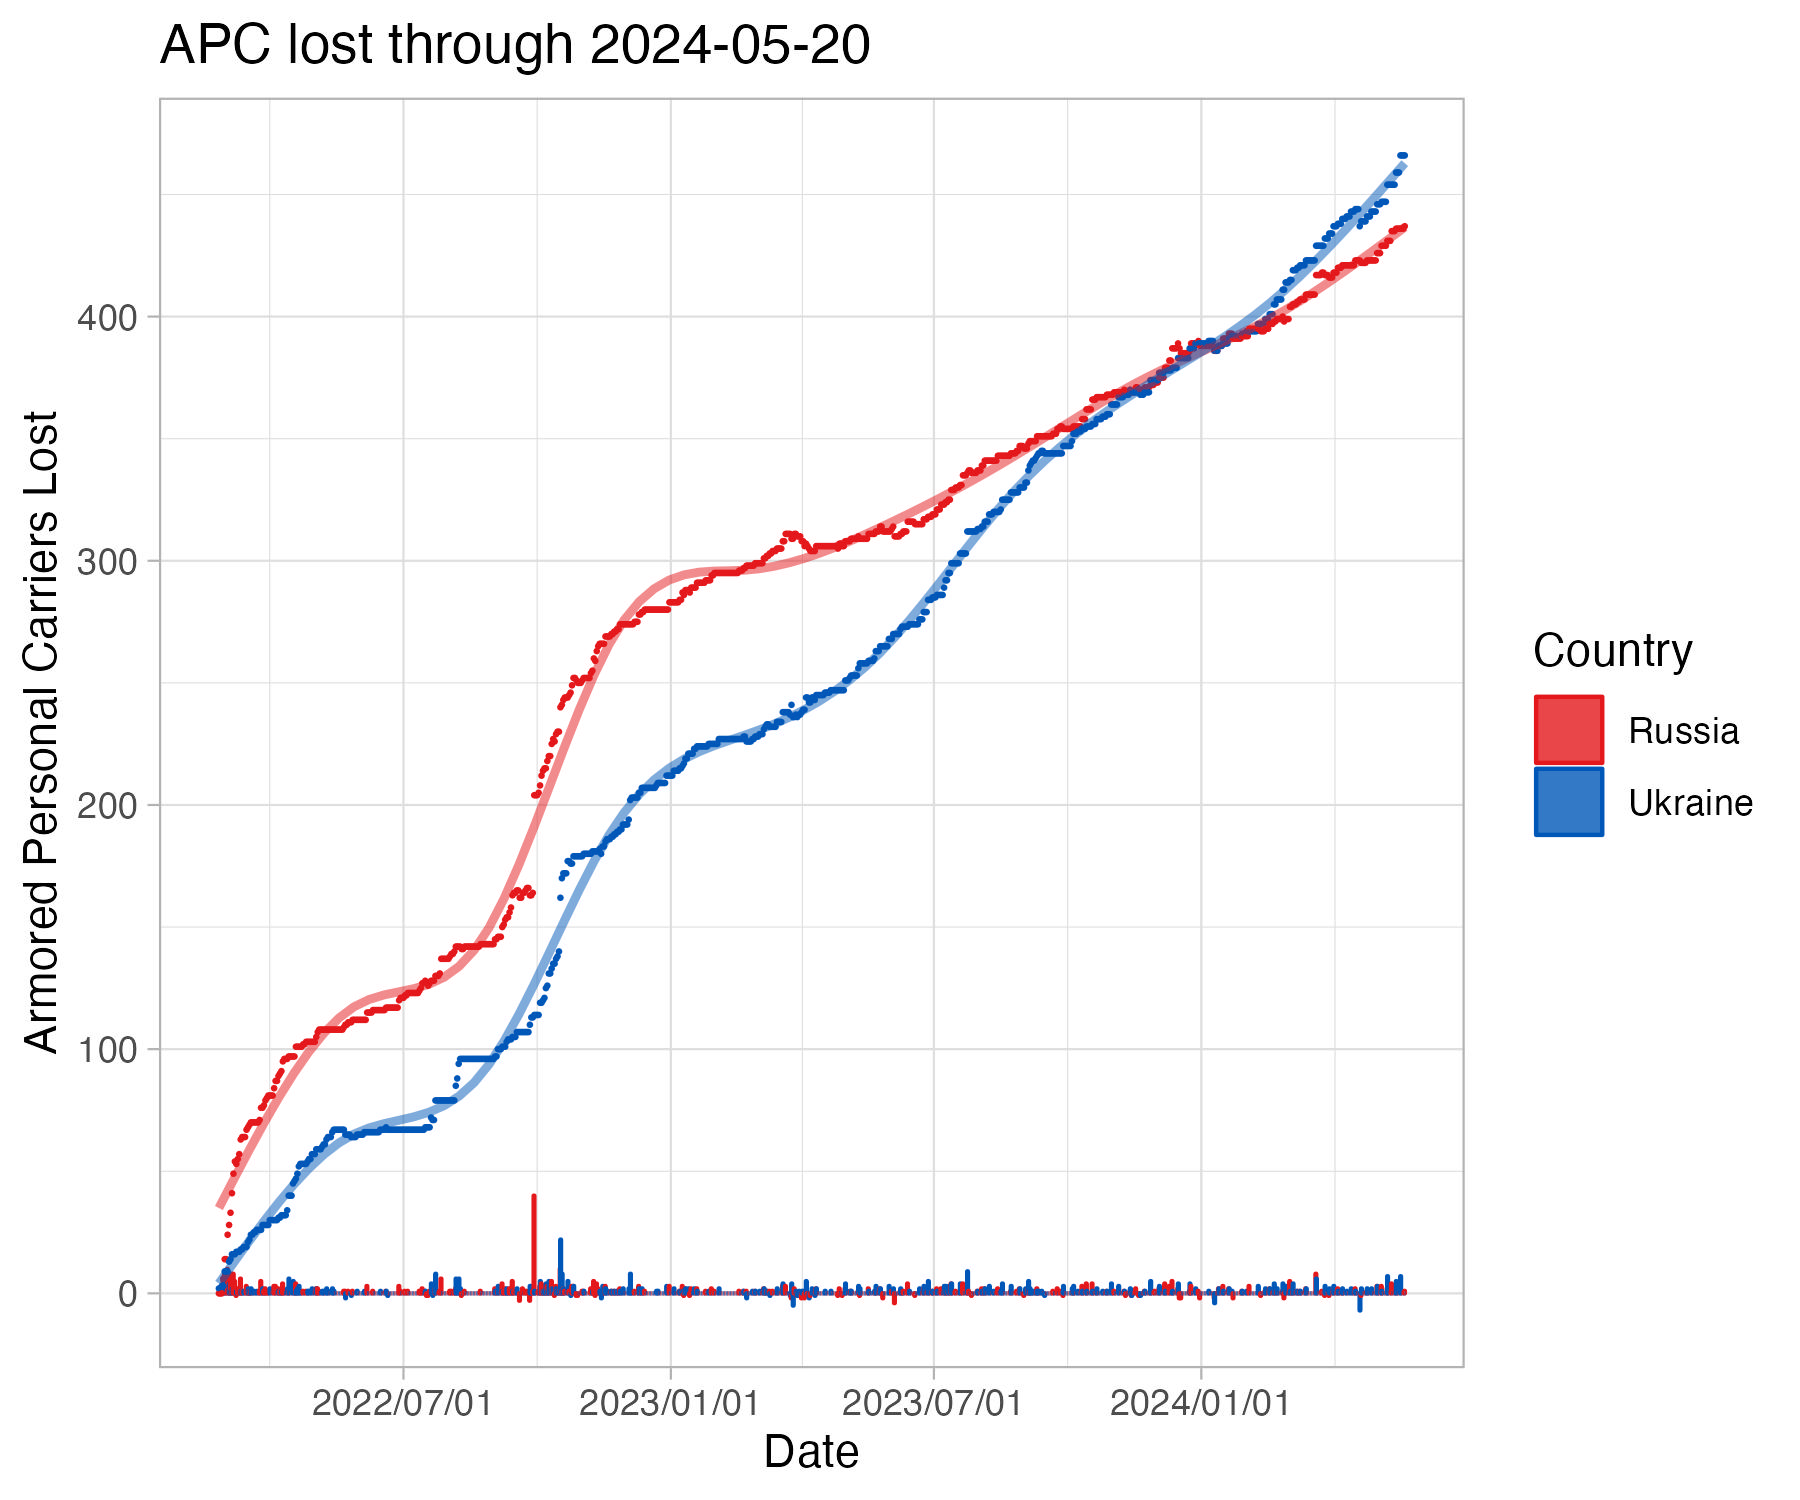 APC lost through 2024-05-20
Armored Personal Carriers Lost
400
300
200
100
0
2022/07/01
2023/01/01
2023/07/01
2024/01/01
Date
Country
Russia
Ukraine